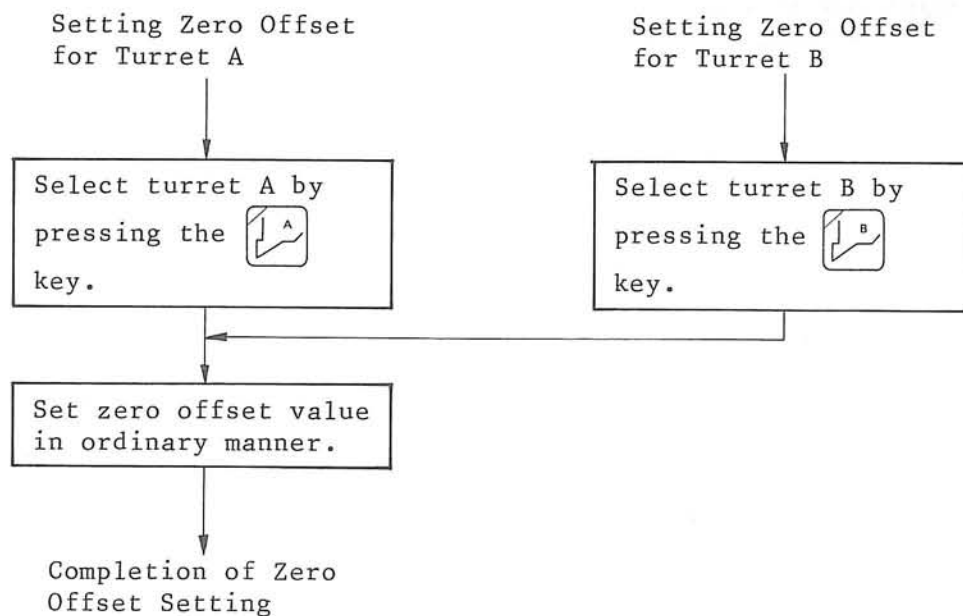 Setting Zero Offset
for Turret A
Setting Zero Offset
for Turret B
Select turret A by
pressing the A
key.
Select turret B by
pressing the B
key.
Set zero offset value
in ordinary manner.
Completion of Zero
Offset Setting